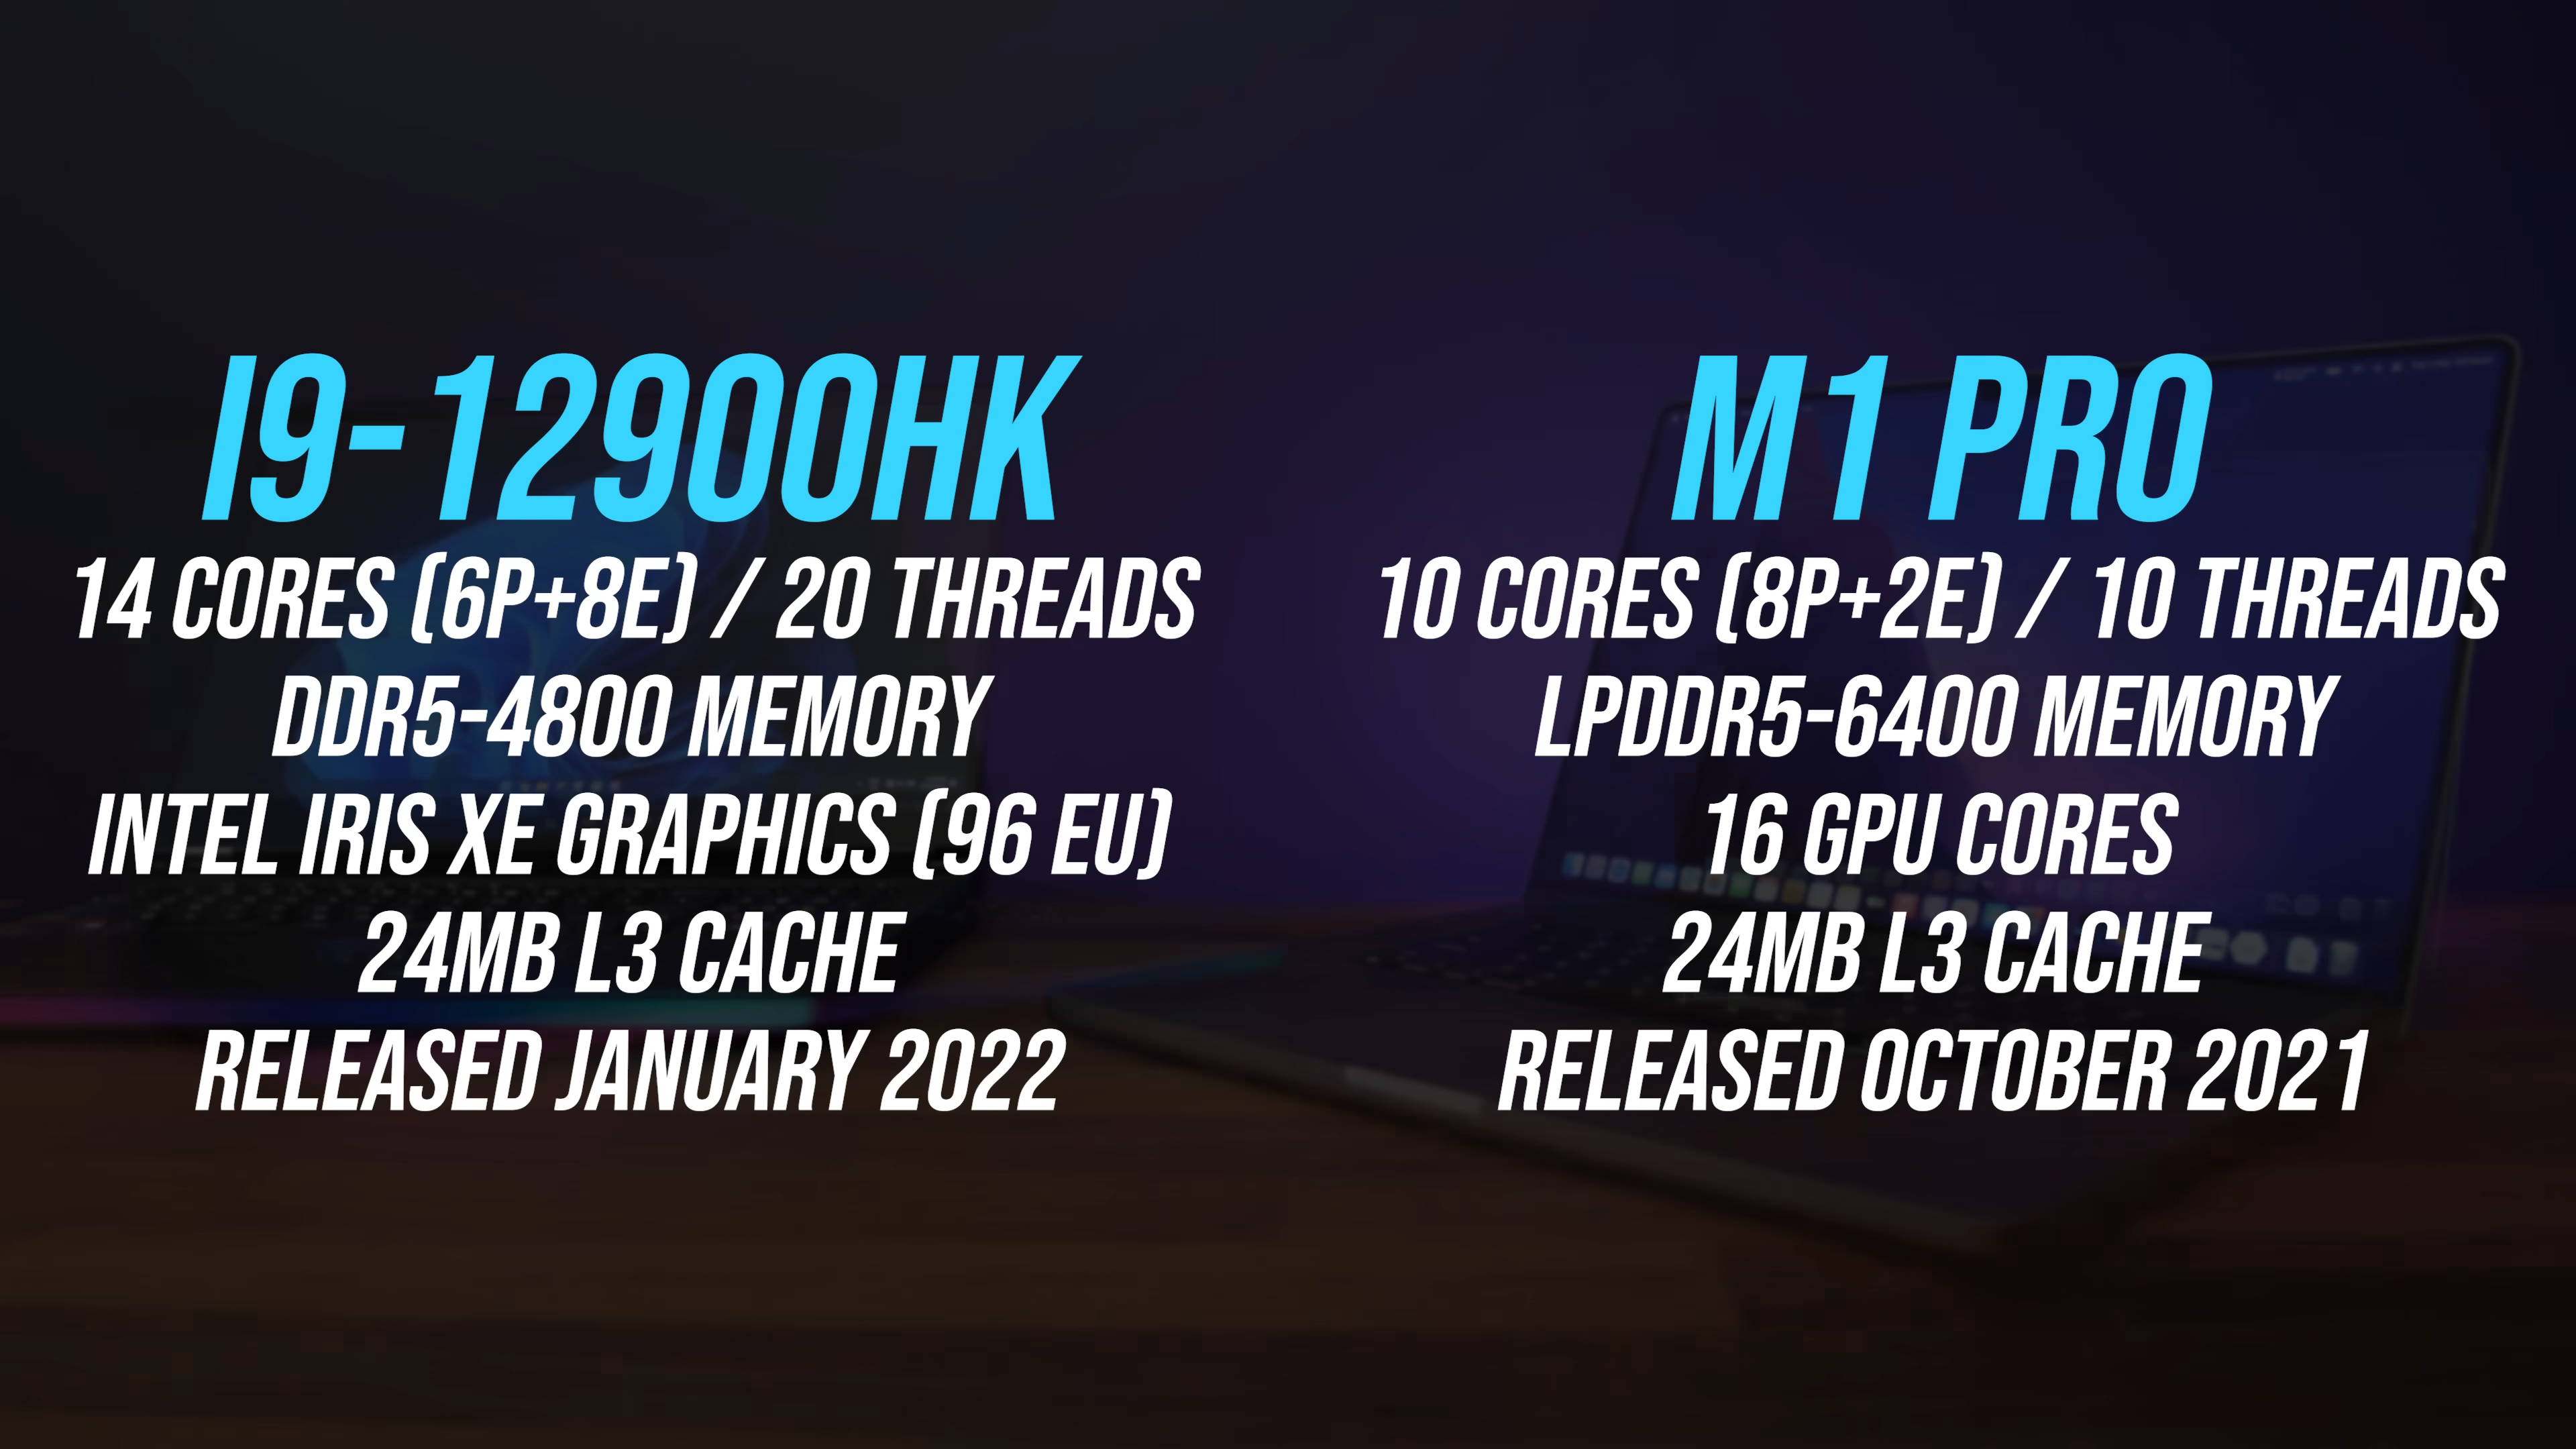 I9-12900HK
14 CORES (6P+8E) / 20 THREADS
DDR5-4800 MEMORY
INTEL IRIS XE GRAPHICS (96 EU)
24MB L3 CACHE
RELEASED JANUARY 2022
M1 PRO
10 CORES (8P+2E) / 10 THREADS
LPDDR5-6400 MEMORY
16 GPU CORES
24MB L3 CACHE
RELEASED OCTOBER 2021